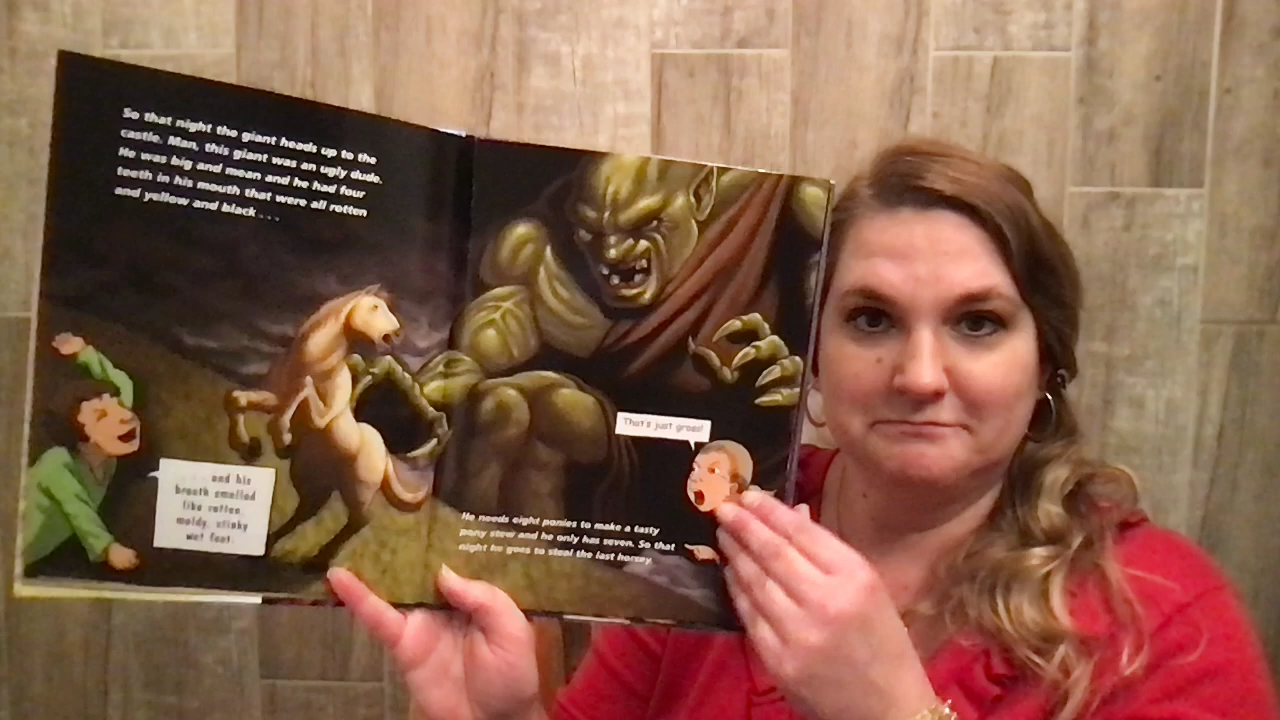 So that night the giant heads up to the
castle. Man, this giant was an ugly dude.
He was big and mean and he had four
teeth in his mouth that were all rotten
and yellow and black . . .
. . . and his
breath smelled
like rotten,
moldy, stinky
wet feet.
That's just gross!
He needs eight ponies to make a tasty
pony stew and he only has seven. So that
night he goes to steal the last horsey.